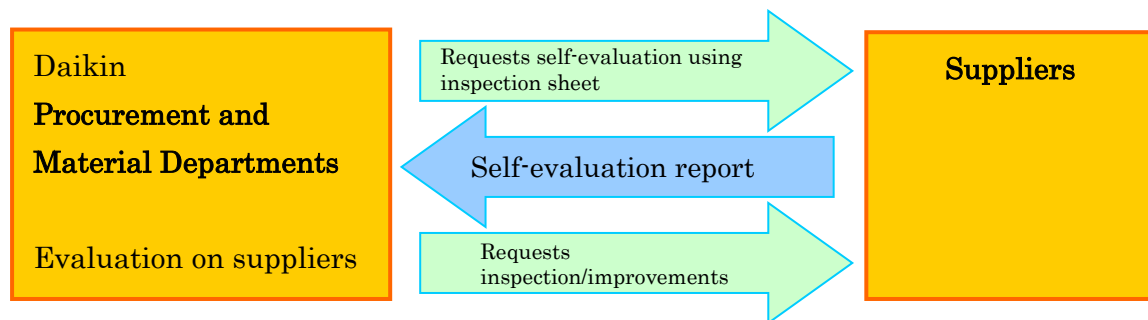 Daikin
Procurement and
Material Departments
Evaluation on suppliers
Requests self-evaluation using
inspection sheet
Self-evaluation report
Requests
inspection/improvements
Suppliers